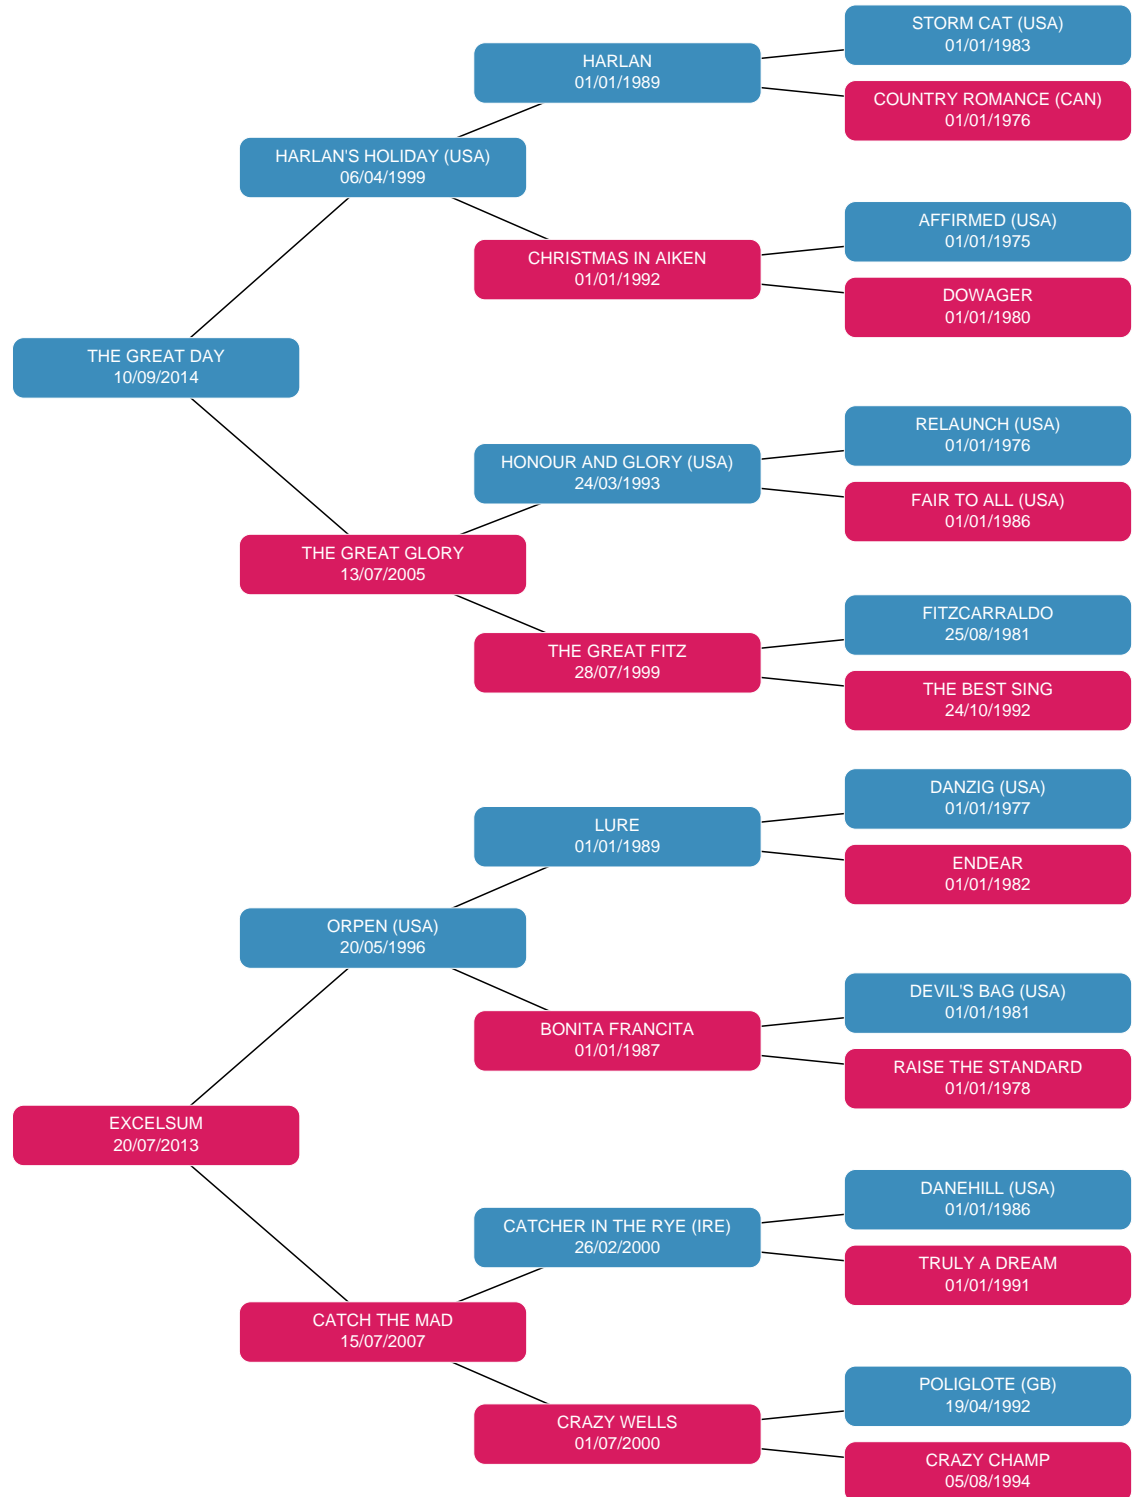 STORM CAT (USA)
01/01/1983
HARLAN
01/01/1989
COUNTRY ROMANCE (CAN)
01/01/1976
HARLAN'S HOLIDAY (USA)
06/04/1999
AFFIRMED (USA)
01/01/1975
CHRISTMAS IN AIKEN
01/01/1992
DOWAGER
01/01/1980
THE GREAT DAY
10/09/2014
RELAUNCH (USA)
01/01/1976
HONOUR AND GLORY (USA)
24/03/1993
FAIR TO ALL (USA)
01/01/1986
THE GREAT GLORY
13/07/2005
FITZCARRALDO
25/08/1981
THE GREAT FITZ
28/07/1999
THE BEST SING
24/10/1992
DANZIG (USA)
01/01/1977
LURE
01/01/1989
ENDEAR
01/01/1982
ORPEN (USA)
20/05/1996
DEVIL'S BAG (USA)
01/01/1981
BONITA FRANCITA
01/01/1987
RAISE THE STANDARD
01/01/1978
EXCELSUM
20/07/2013
DANEHILL (USA)
01/01/1986
CATCHER IN THE RYE (IRE)
26/02/2000
TRULY A DREAM
01/01/1991
CATCH THE MAD
15/07/2007
POLIGLOTE (GB)
19/04/1992
CRAZY WELLS
01/07/2000
CRAZY CHAMP
05/08/1994